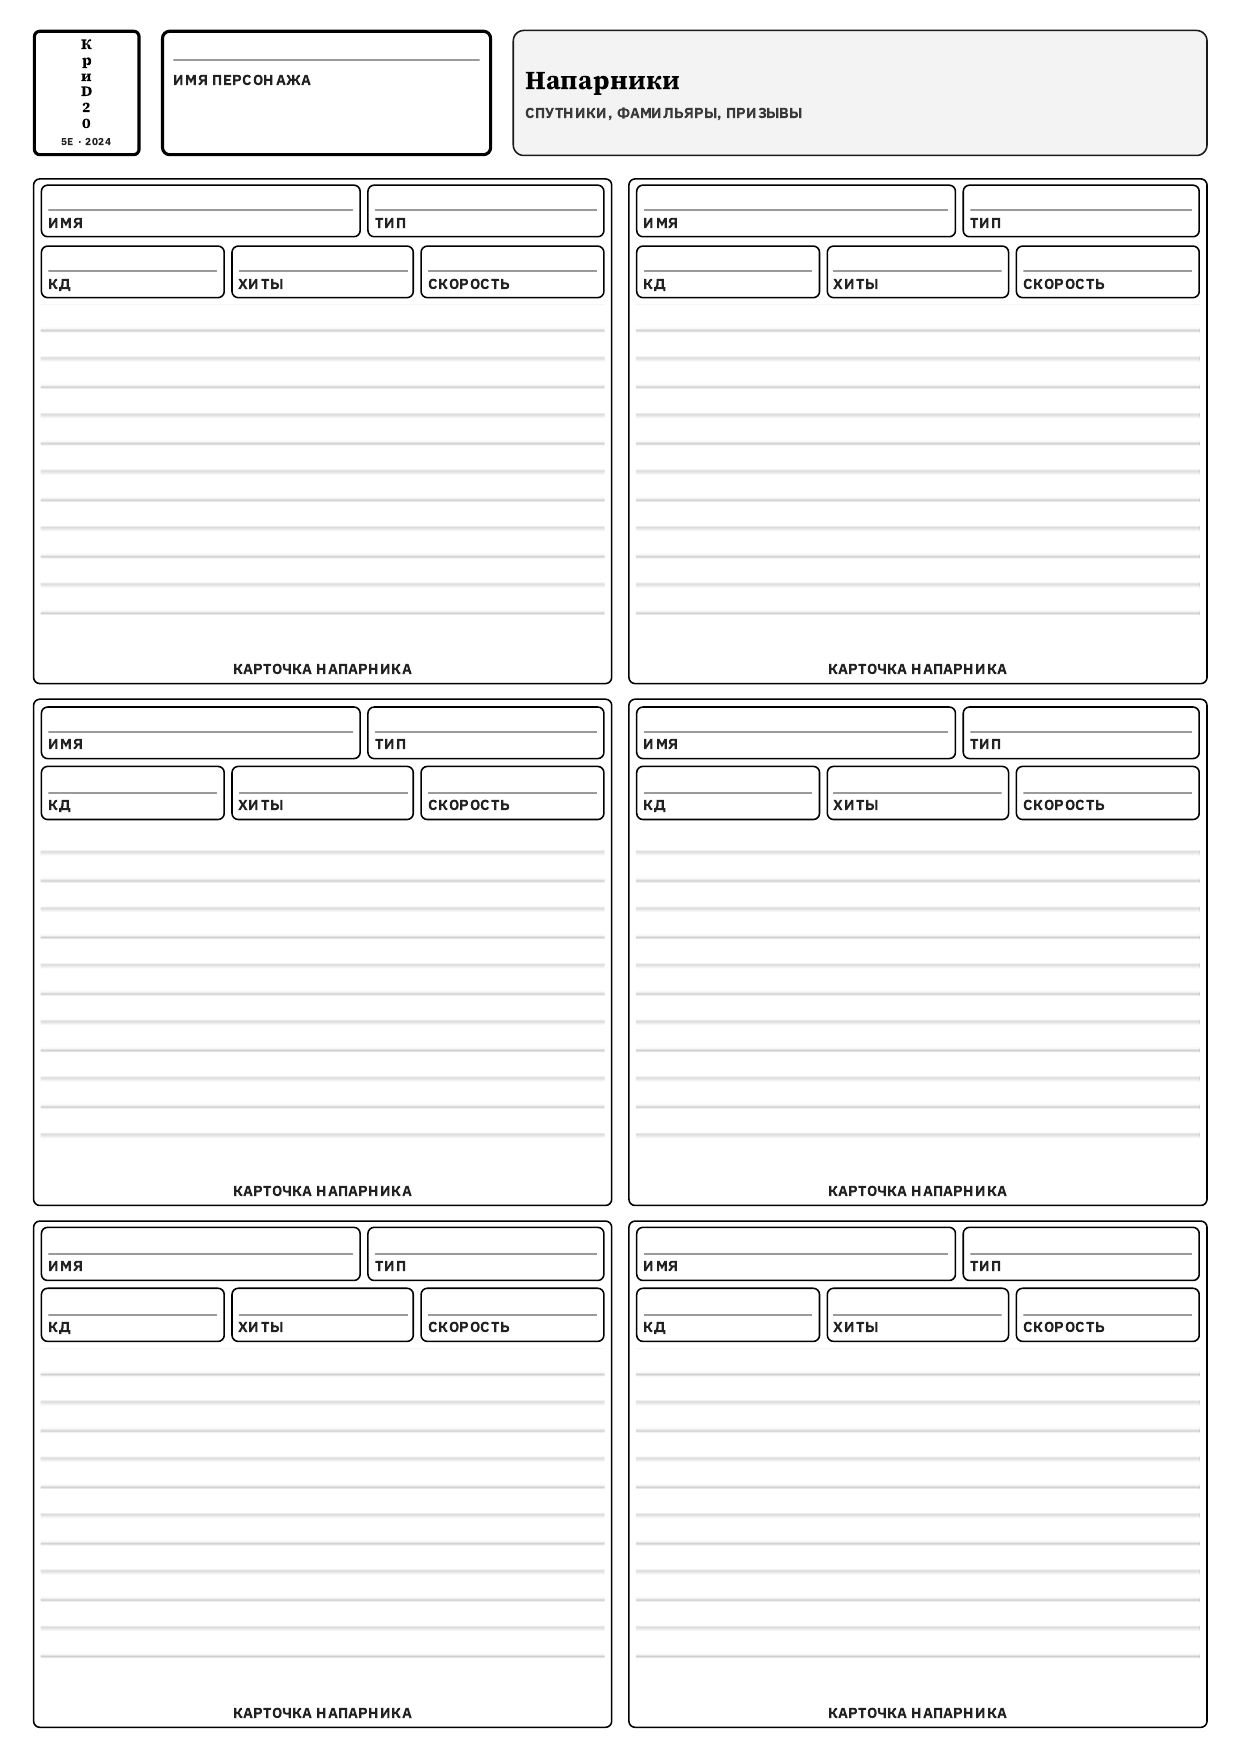 К
р
и
D
2
0
5E · 2024
ИМЯ ПЕРСОНАЖА
Напарники
СПУТНИКИ, ФАМИЛЬЯРЫ, ПРИЗЫВЫ
ИМЯ
ТИП
КД
ХИТЫ
СКОРОСТЬ
КАРТОЧКА НАПАРНИКА
ИМЯ
ТИП
КД
ХИТЫ
СКОРОСТЬ
КАРТОЧКА НАПАРНИКА
ИМЯ
ТИП
КД
ХИТЫ
СКОРОСТЬ
КАРТОЧКА НАПАРНИКА
ИМЯ
ТИП
КД
ХИТЫ
СКОРОСТЬ
КАРТОЧКА НАПАРНИКА
ИМЯ
ТИП
КД
ХИТЫ
СКОРОСТЬ
КАРТОЧКА НАПАРНИКА
ИМЯ
ТИП
КД
ХИТЫ
СКОРОСТЬ
КАРТОЧКА НАПАРНИКА